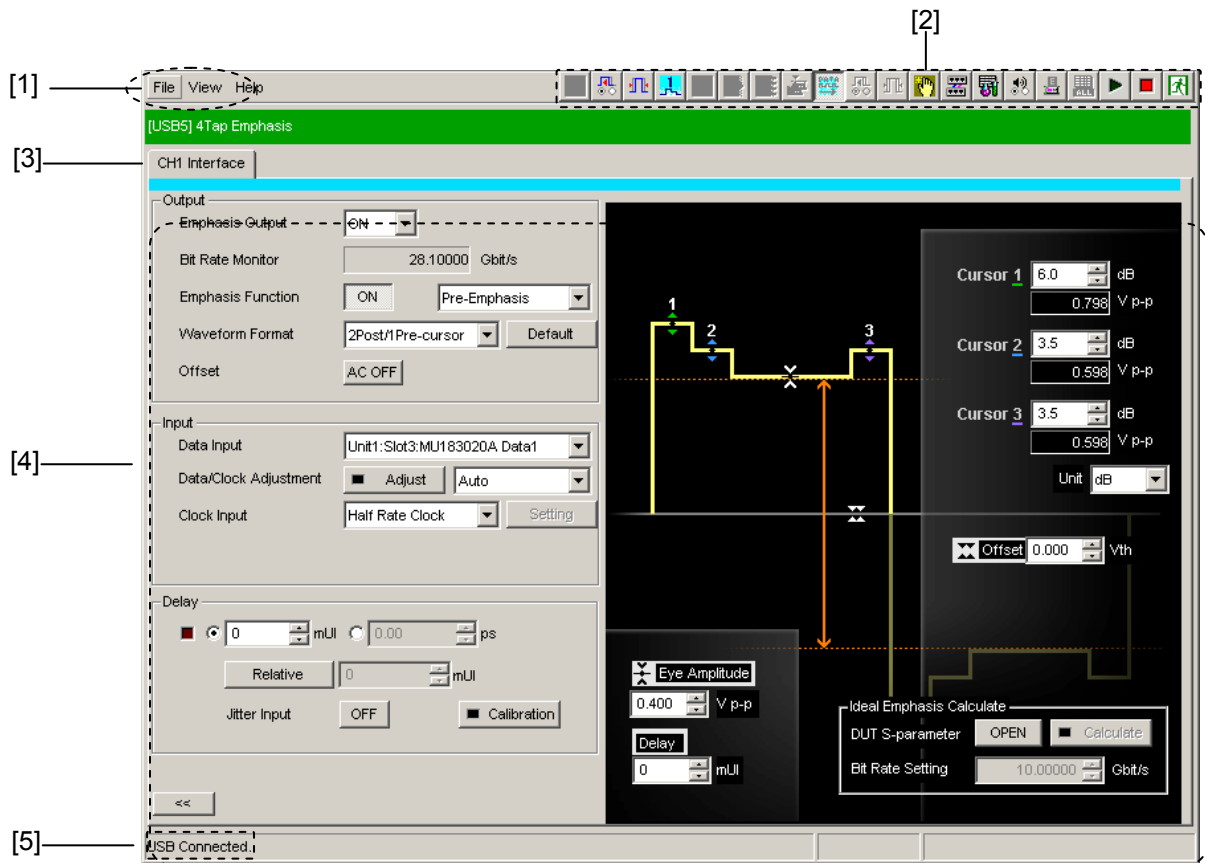 [2]
[1]
File View Help
1
DATA
ALL
[USB5] 4Tap Emphasis
[3]
CH1 Interface
Output
Emphasis Output ON
Bit Rate Monitor 28.10000 Gbit/s
Emphasis Function ON Pre-Emphasis
Waveform Format 2Post/1Pre-cursor Default
Offset AC OFF
[4]
Input
Data Input Unit1:Slot3:MU183020A Data1
Data/Clock Adjustment Adjust Auto
Clock Input Half Rate Clock Setting
Delay
0 mUI 0.00 ps
Relative 0 mUI
Jitter Input OFF Calibration
<<
1
2
3
Cursor 1 6.0 dB
0.798 V p-p
Cursor 2 3.5 dB
0.598 V p-p
Cursor 3 3.5 dB
0.598 V p-p
Unit dB
Offset 0.000 Vth
Eye Amplitude
0.400 V p-p
Delay
0 mUI
Ideal Emphasis Calculate
DUT S-parameter OPEN Calculate
Bit Rate Setting 10.00000 Gbit/s
[5]
USB Connected.